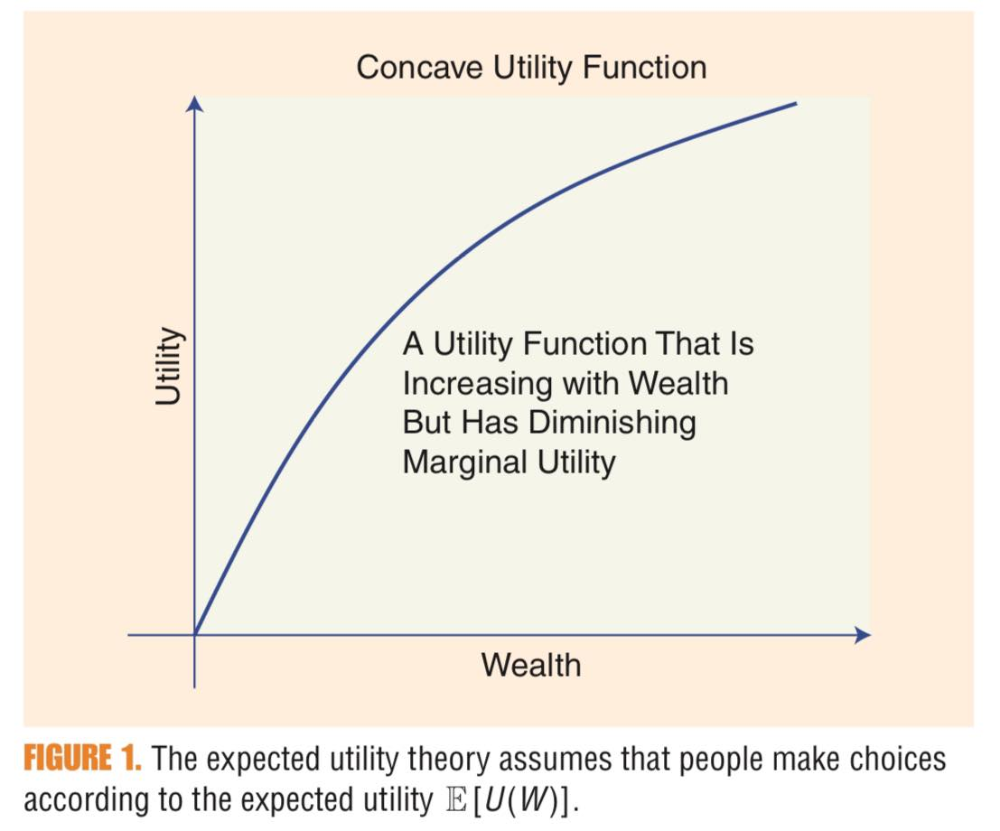 Concave Utility Function
Utility
A Utility Function That Is
Increasing with Wealth
But Has Diminishing
Marginal Utility
Wealth
FIGURE 1. The expected utility theory assumes that people make choices
according to the expected utility 𝔼[U(W)].